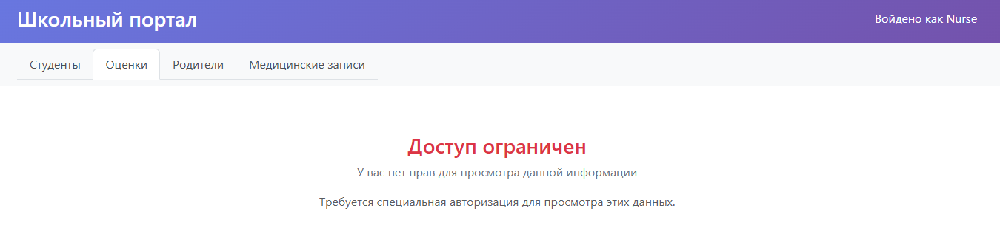 Школьный портал
Войдено как Nurse
Студенты Оценки Родители Медицинские записи
Доступ ограничен
У вас нет прав для просмотра данной информации
Требуется специальная авторизация для просмотра этих данных.